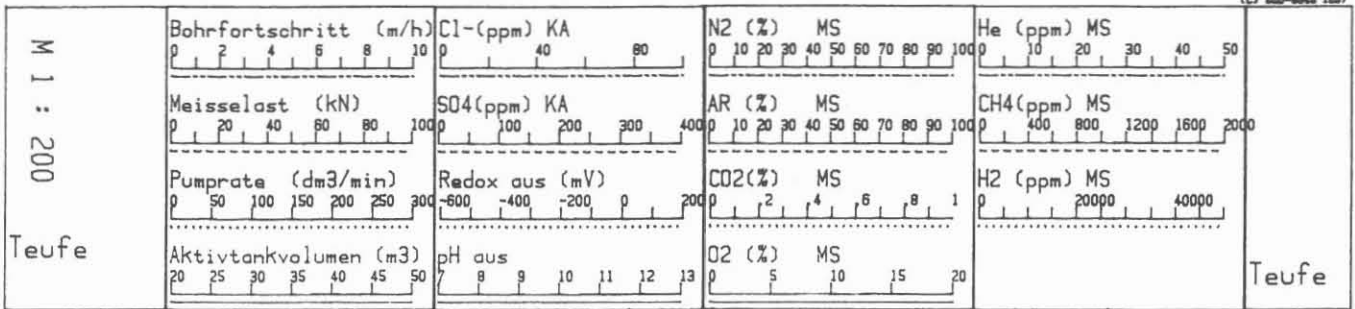 M 1 : 200
Teufe
Bohrfortschritt (m/h)
0 2 4 6 8 10
Meisselast (kN)
0 20 40 60 80 100
Pumprate (dm3/min)
0 50 100 150 200 250 300
Aktivtankvolumen (m3)
20 25 30 35 40 45 50
Cl-(ppm) KA
0 40 80
SO4(ppm) KA
0 100 200 300 400
Redox aus (mV)
-600 -400 -200 0 200
pH aus
7 8 9 10 11 12 13
N2 (%) MS
0 10 20 30 40 50 60 70 80 90 100
AR (%) MS
0 10 20 30 40 50 60 70 80 90 100
CO2(%) MS
0 .2 .4 .6 .8 1
O2 (%) MS
0 5 10 15 20
He (ppm) MS
0 10 20 30 40 50
CH4(ppm) MS
0 400 800 1200 1600 2000
H2 (ppm) MS
0 20000 40000
Teufe